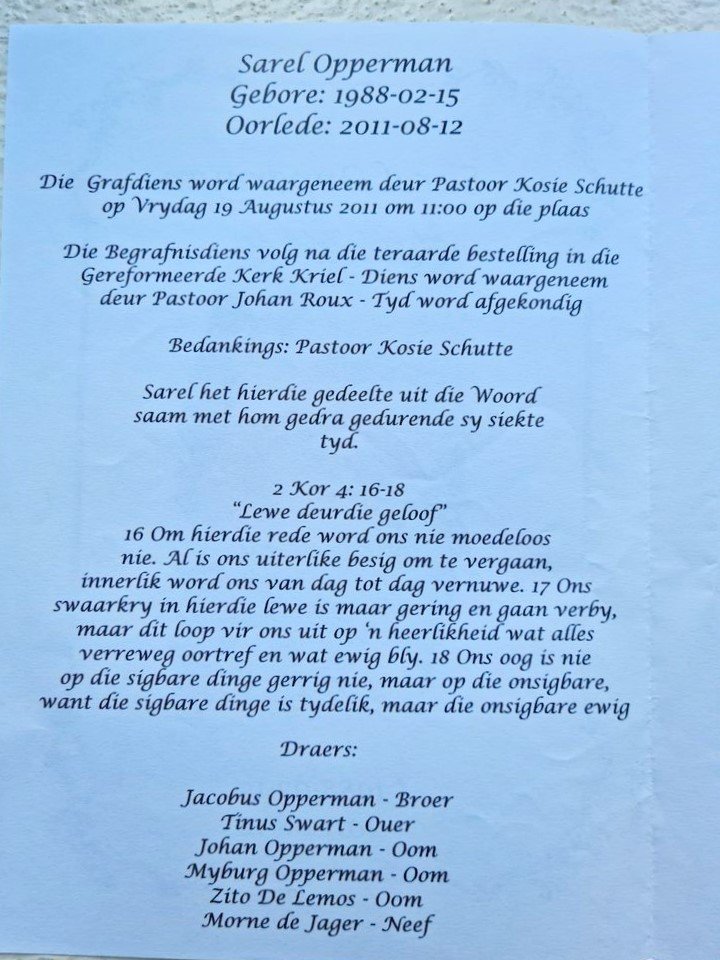 Sarel Opperman
Gebore: 1988-02-15
Oorlede: 2011-08-12
Die Grafdiens word waargeneem deur Pastoor Kosie Schutte
op Vrydag 19 Augustus 2011 om 11:00 op die plaas
Die Begrafnisdiens volg na die teraarde bestelling in die
Gereformeerde Kerk Kriel - Diens word waargeneem
deur Pastoor Johan Roux - Tyd word afgekondig
Bedankings: Pastoor Kosie Schutte
Sarel het hierdie gedeelte uit die Woord
saam met hom gedra gedurende sy siekte
tyd.
2 Kor 4: 16-18
“Lewe deurdie geloof”
16 Om hierdie rede word ons nie moedeloos
nie. Al is ons uiterlike besig om te vergaan,
innerlik word ons van dag tot dag vernuwe. 17 Ons
swaarkry in hierdie lewe is maar gering en gaan verby,
maar dit loop vir ons uit op ‘n heerlikheid wat alles
verreweg oortref en wat ewig bly. 18 Ons oog is nie
op die sigbare dinge gerrig nie, maar op die onsigbare,
want die sigbare dinge is tydelik, maar die onsigbare ewig
Draers:
Jacobus Opperman - Broer
Tinus Swart - Ouer
Johan Opperman - Oom
Myburg Opperman - Oom
Zito De Lemos - Oom
Morne de Jager - Neef